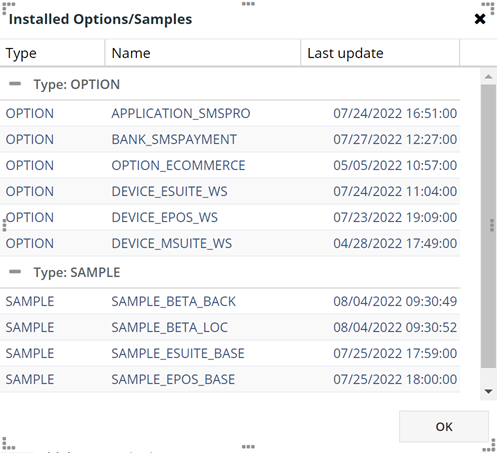 Installed Options/Samples
Type Name Last update
Type: OPTION
OPTION APPLICATION_SMSPRO 07/24/2022 16:51:00
OPTION BANK_SMSPAYMENT 07/27/2022 12:27:00
OPTION OPTION_ECOMMERCE 05/05/2022 10:57:00
OPTION DEVICE_ESUITE_WS 07/24/2022 11:04:00
OPTION DEVICE_EPOS_WS 07/23/2022 19:09:00
OPTION DEVICE_MSUITE_WS 04/28/2022 17:49:00
Type: SAMPLE
SAMPLE SAMPLE_BETA_BACK 08/04/2022 09:30:49
SAMPLE SAMPLE_BETA_LOC 08/04/2022 09:30:52
SAMPLE SAMPLE_ESUITE_BASE 07/25/2022 17:59:00
SAMPLE SAMPLE_EPOS_BASE 07/25/2022 18:00:00
OK